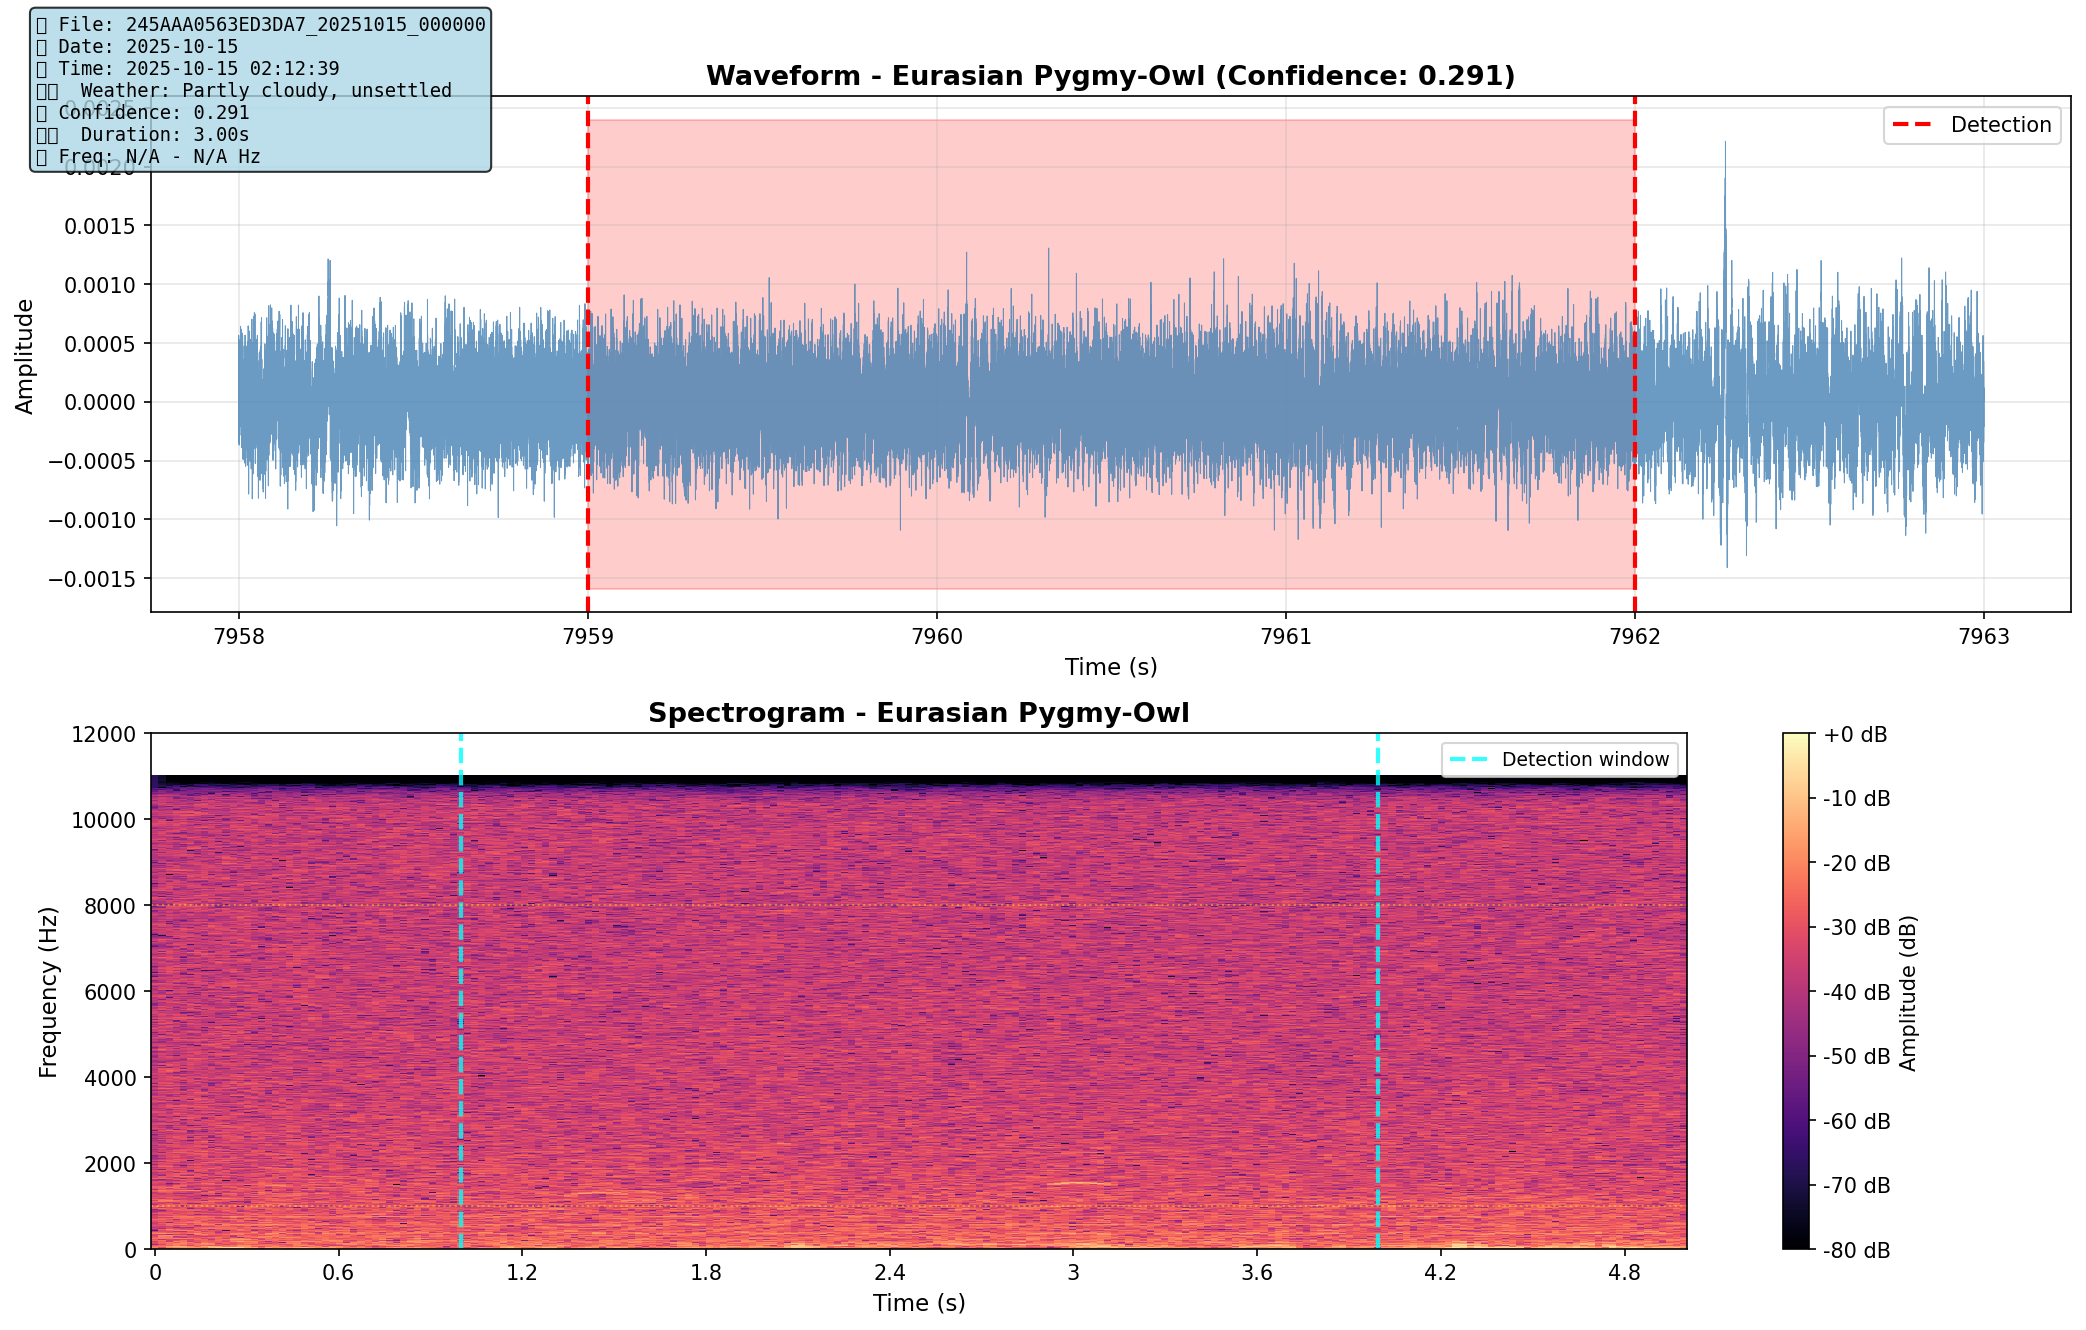 File: 245AAA0563ED3DA7_20251015_000000
Date: 2025-10-15
Time: 2025-10-15 02:12:39
Weather: Partly cloudy, unsettled
Confidence: 0.291
Duration: 3.00s
Freq: N/A - N/A Hz
Waveform - Eurasian Pygmy-Owl (Confidence: 0.291)
Detection
0.0025
0.0020
0.0015
0.0010
0.0005
0.0000
−0.0005
−0.0010
−0.0015
Amplitude
7958 7959 7960 7961 7962 7963
Time (s)
Spectrogram - Eurasian Pygmy-Owl
Detection window
12000
10000
8000
6000
4000
2000
0
Frequency (Hz)
0 0.6 1.2 1.8 2.4 3 3.6 4.2 4.8
Time (s)
+0 dB
-10 dB
-20 dB
-30 dB
-40 dB
-50 dB
-60 dB
-70 dB
-80 dB
Amplitude (dB)